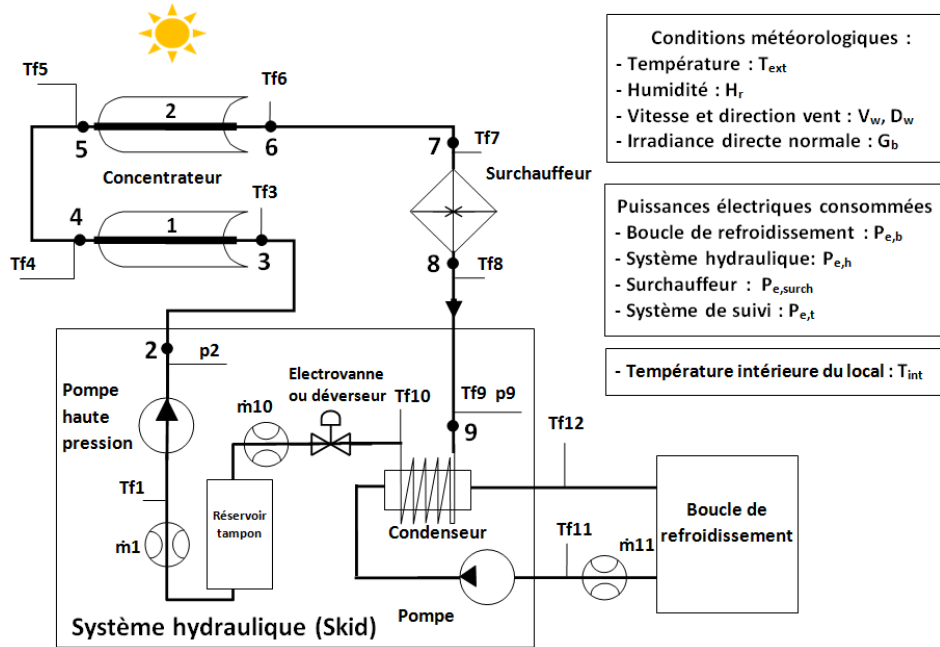 Tf5
Tf6
2
5
6
Concentrateur
Tf3
4
1
3
Tf4
7
Tf7
Surchauffeur
8
Tf8
Conditions météorologiques :
- Température : Text
- Humidité : Hr
- Vitesse et direction vent : Vw, Dw
- Irradiance directe normale : Gb
Puissances électriques consommées
- Boucle de refroidissement : Pe,b
- Système hydraulique: Pe,h
- Surchauffeur : Pe,surch
- Système de suivi : Pe,t
- Température intérieure du local : Tint
2
p2
Pompe
haute
pression
Electrovanne
ou déverseur
ṁ10
Tf10
Tf9 p9
9
Tf12
Tf1
Réservoir
tampon
ṁ1
Condenseur
Tf11
ṁ11
Boucle de
refroidissement
Pompe
Système hydraulique (Skid)